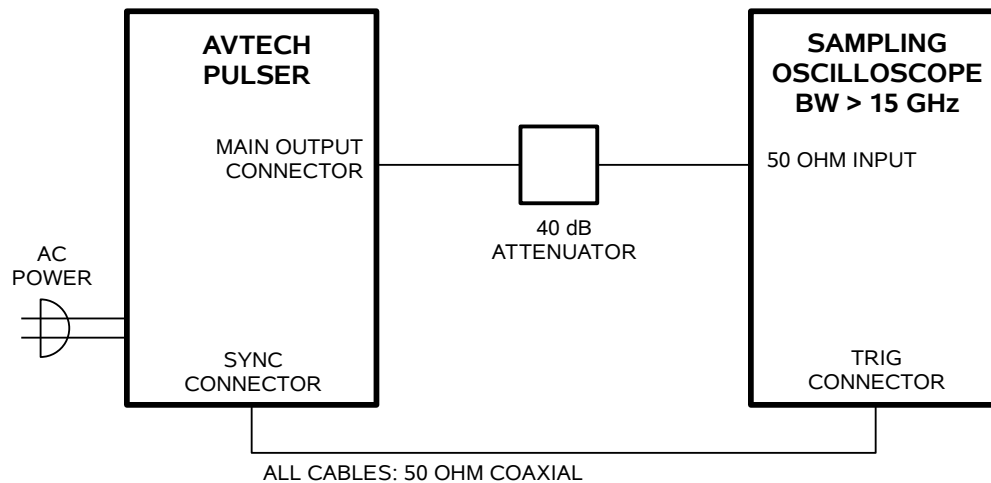 AVTECH
PULSER
MAIN OUTPUT
CONNECTOR
AC
POWER
SYNC
CONNECTOR
40 dB
ATTENUATOR
SAMPLING
OSCILLOSCOPE
BW > 15 GHz
50 OHM INPUT
TRIG
CONNECTOR
ALL CABLES: 50 OHM COAXIAL